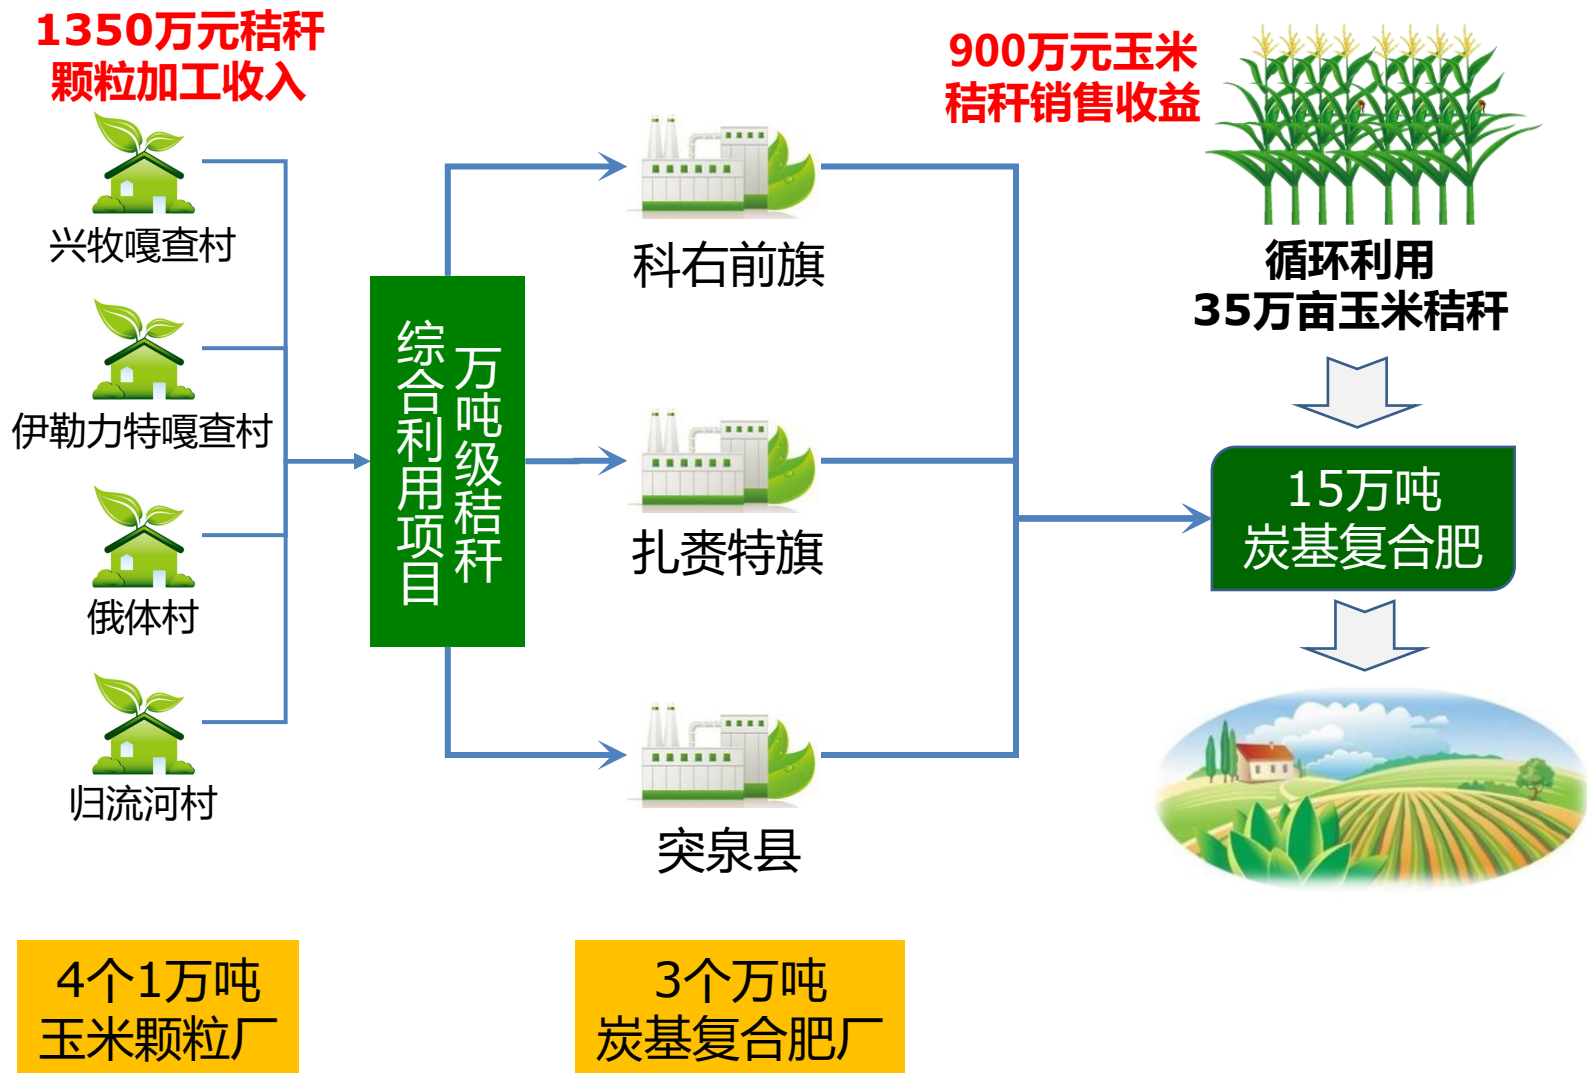 1350万元秸秆
颗粒加工收入
兴牧嘎查村
伊勒力特嘎查村
俄体村
归流河村
4个1万吨
玉米颗粒厂
万吨级秸秆
综合利用项目
科右前旗
扎赉特旗
突泉县
3个万吨
炭基复合肥厂
900万元玉米
秸秆销售收益
循环利用
35万亩玉米秸秆
15万吨
炭基复合肥